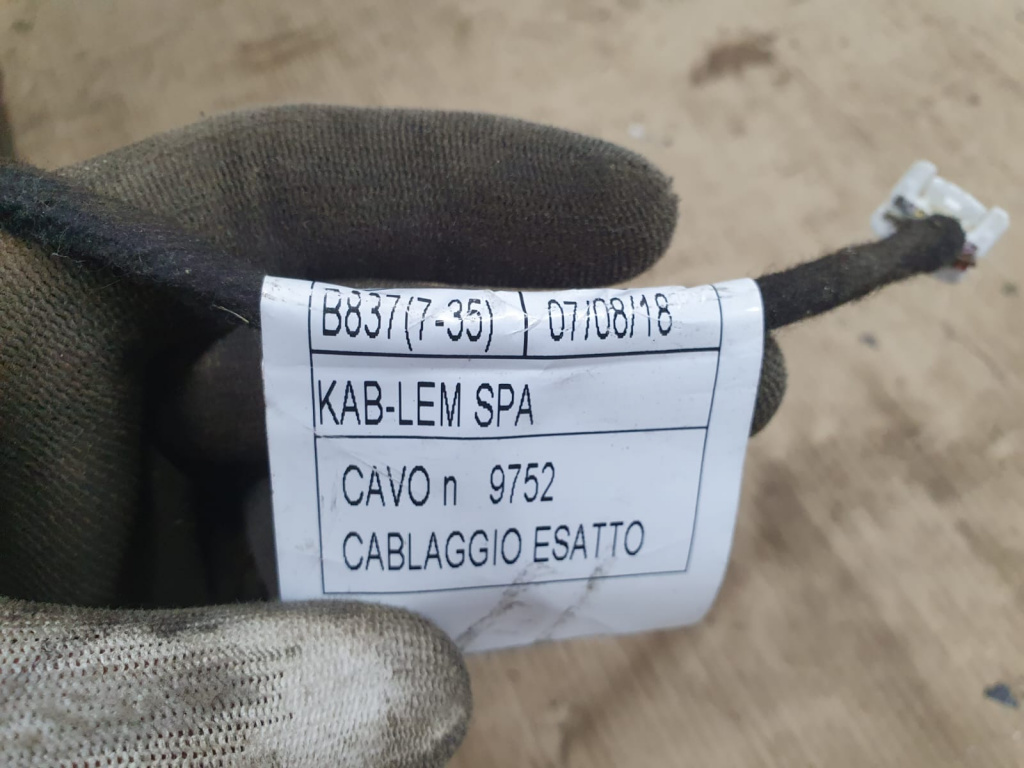 B837(7-35) 07/08/18
KAB-LEM SPA
CAVO n 9752
CABLAGGIO ESATTO